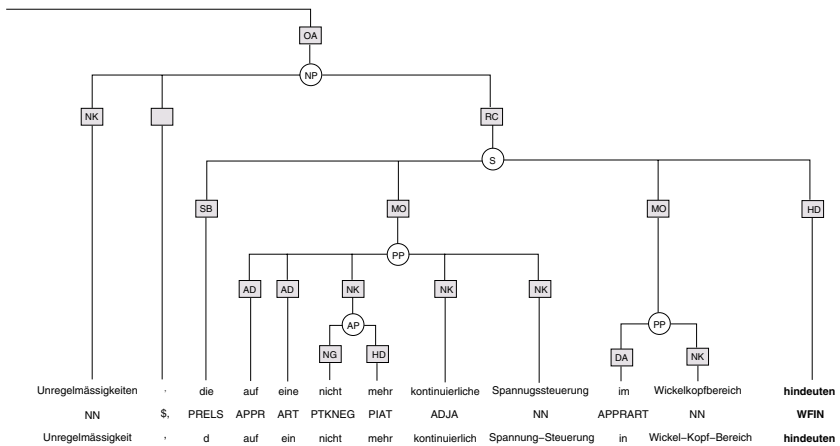 OA
NP
NK RC
S
SB MO MO HD
PP
AD AD NK NK NK
AP PP
NG HD DA NK
Unregelmässigkeiten , die auf eine nicht mehr kontinuierliche Spannugssteuerung im Wickelkopfbereich hindeuten
NN $, PRELS APPR ART PTKNEG PIAT ADJA NN APPRART NN WFIN
Unregelmässigkeit , d auf ein nicht mehr kontinuierlich Spannung–Steuerung in Wickel–Kopf–Bereich hindeuten